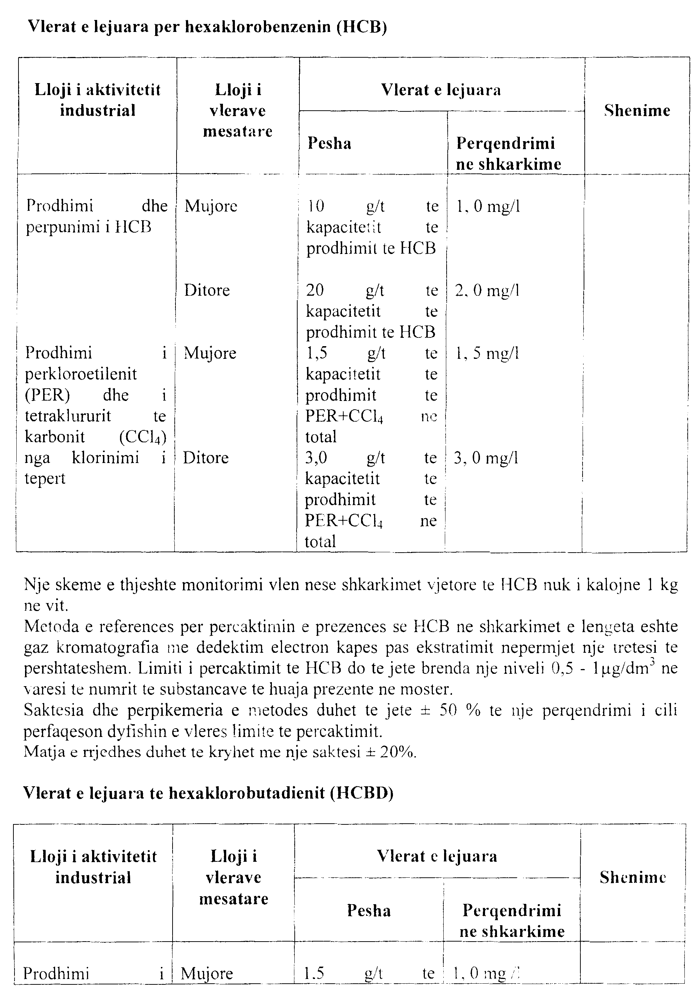 Vlerat e lejuara per hexaklorobenzenin (HCB)
Lloji i aktivitetit
industrial
Lloji i
vlerave
mesatare
Vlerat e lejuara
Shenime
Pesha
Perqendrimi
ne shkarkime
Prodhimi dhe
perpunimi i HCB
Mujore
10 g/t te
kapacitetit te
prodhimit te HCB
1, 0 mg/l
Ditore
20 g/t te
kapacitetit te
prodhimit te HCB
2, 0 mg/l
Prodhimi i
perkloroetilenit
(PER) dhe i
tetraklururit te
karbonit (CCl₄)
nga klorinimi i
tepert
Mujore
1,5 g/t te
kapacitetit te
prodhimit te
PER+CCl₄ ne
total
1, 5 mg/l
Ditore
3,0 g/t te
kapacitetit te
prodhimit te
PER+CCl₄ ne
total
3, 0 mg/l
Nje skeme e thjeshte monitorimi vlen nese shkarkimet vjetore te HCB nuk i kalojne 1 kg
ne vit.
Metoda e references per percaktimin e prezences se HCB ne shkarkimet e lengeta eshte
gaz kromatografia me dedektim electron kapes pas ekstratimit nepermjet nje tretesi te
pershtateshem. Limiti i percaktimit te HCB do te jete brenda nje niveli 0,5 - 1µg/dm³ ne
varesi te numrit te substancave te huaja prezente ne moster.
Saktesia dhe perpikemeria e metodes duhet te jete ± 50 % te nje perqendrimi i cili
perfaqeson dyfishin e vleres limite te percaktimit.
Matja e rrjedhes duhet te kryhet me nje saktesi ± 20%.
Vlerat e lejuara te hexaklorobutadienit (HCBD)
Lloji i aktivitetit
industrial
Lloji i
vlerave
mesatare
Vlerat e lejuara
Shenime
Pesha
Perqendrimi
ne shkarkime
Prodhimi i
Mujore
1.5 g/t te
1, 0 mg /l